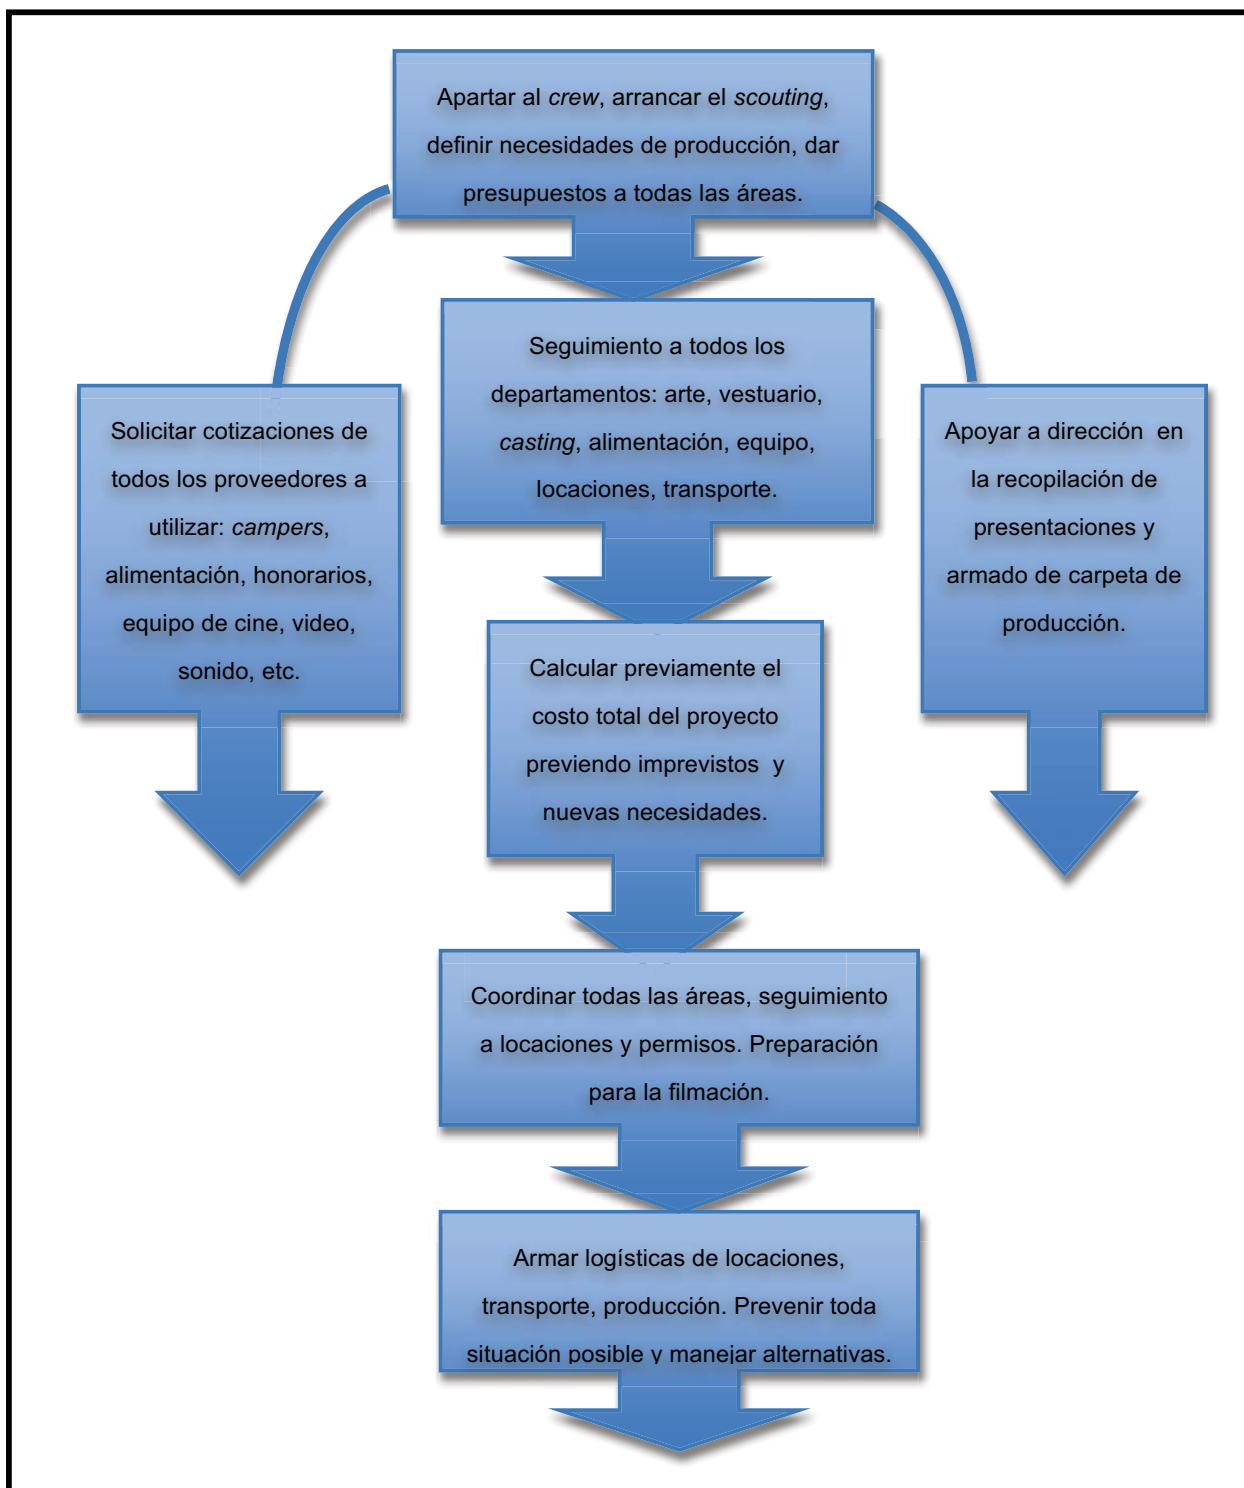 Apartar al crew, arrancar el scouting,
definir necesidades de producción, dar
presupuestos a todas las áreas.
Seguimiento a todos los
departamentos: arte, vestuario,
casting, alimentación, equipo,
locaciones, transporte.
Solicitar cotizaciones de
todos los proveedores a
utilizar: campers,
alimentación, honorarios,
equipo de cine, video,
sonido, etc.
Apoyar a dirección en
la recopilación de
presentaciones y
armado de carpeta de
producción.
Calcular previamente el
costo total del proyecto
previendo imprevistos y
nuevas necesidades.
Coordinar todas las áreas, seguimiento
a locaciones y permisos. Preparación
para la filmación.
Armar logísticas de locaciones,
transporte, producción. Prevenir toda
situación posible y manejar alternativas.